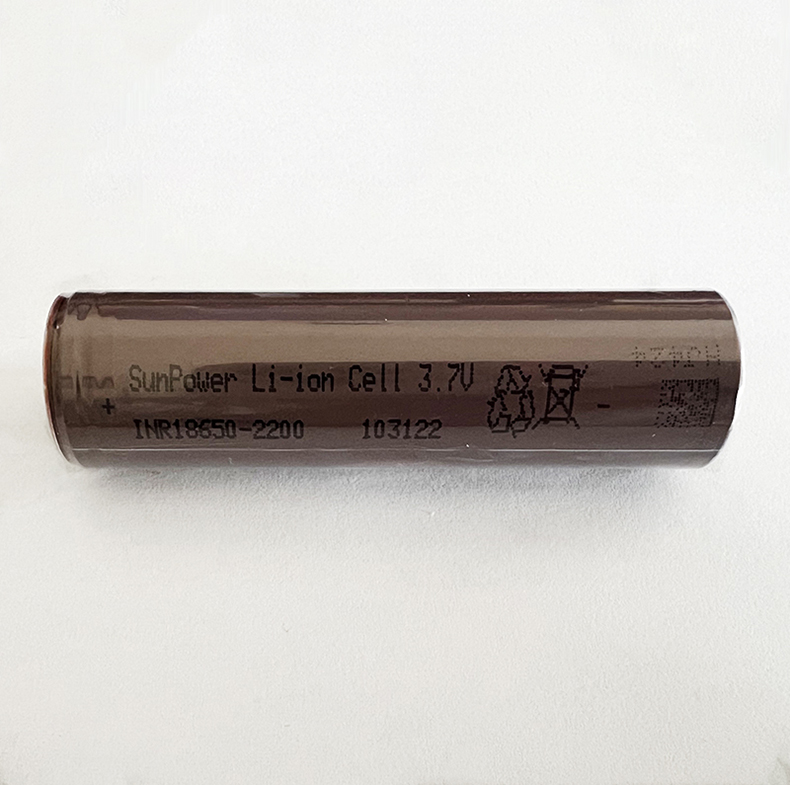 SunPower Li-ion Cell 3.7V
+ -
INR18650-2200 103122